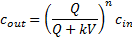 c_out = (Q / (Q + kV))^n c_in